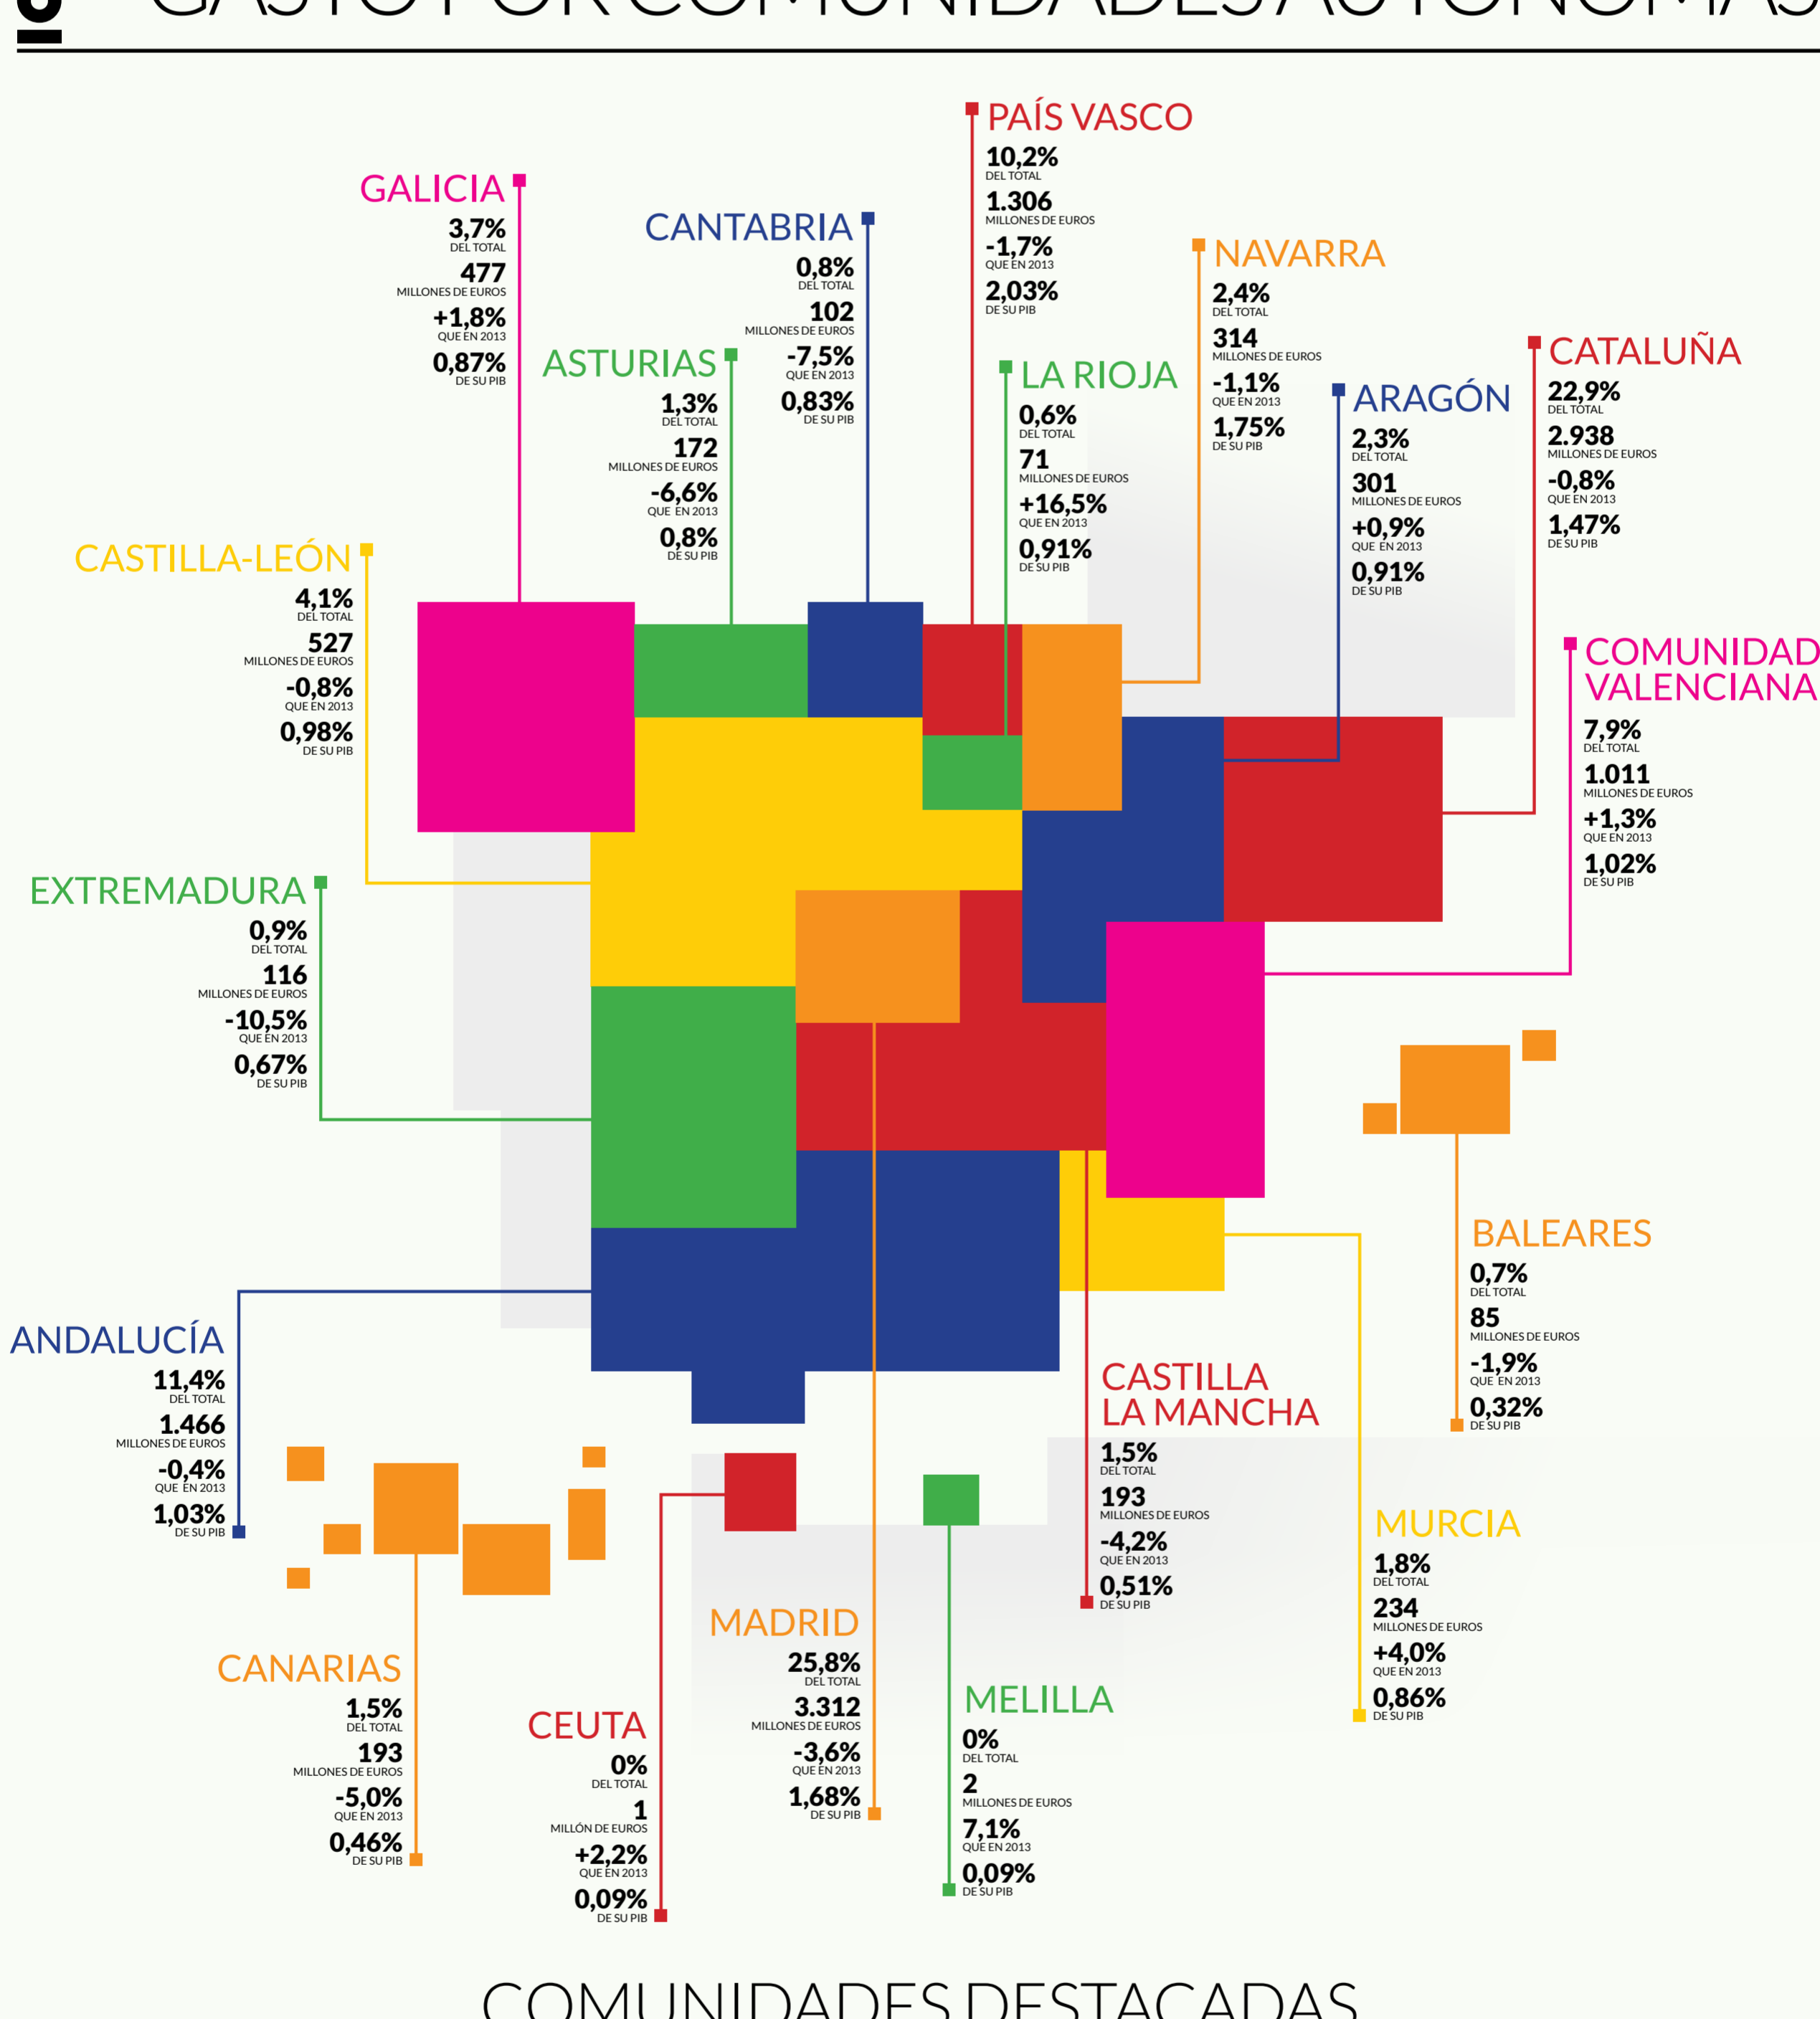 GASTO POR COMUNIDADES AUTÓNOMAS
PAÍS VASCO
10,2%
DEL TOTAL
1.306
MILLONES DE EUROS
-1,7%
QUE EN 2013
2,03%
DE SU PIB
GALICIA
3,7%
DEL TOTAL
477
MILLONES DE EUROS
+1,8%
QUE EN 2013
0,87%
DE SU PIB
CANTABRIA
0,8%
DEL TOTAL
102
MILLONES DE EUROS
-7,5%
QUE EN 2013
0,83%
DE SU PIB
NAVARRA
2,4%
DEL TOTAL
314
MILLONES DE EUROS
-1,1%
QUE EN 2013
1,75%
DE SU PIB
ASTURIAS
1,3%
DEL TOTAL
172
MILLONES DE EUROS
-6,6%
QUE EN 2013
0,8%
DE SU PIB
LA RIOJA
0,6%
DEL TOTAL
71
MILLONES DE EUROS
+16,5%
QUE EN 2013
0,91%
DE SU PIB
ARAGÓN
2,3%
DEL TOTAL
301
MILLONES DE EUROS
+0,9%
QUE EN 2013
0,91%
DE SU PIB
CATALUÑA
22,9%
DEL TOTAL
2.938
MILLONES DE EUROS
-0,8%
QUE EN 2013
1,47%
DE SU PIB
CASTILLA-LEÓN
4,1%
DEL TOTAL
527
MILLONES DE EUROS
-0,8%
QUE EN 2013
0,98%
DE SU PIB
COMUNIDAD
VALENCIANA
7,9%
DEL TOTAL
1.011
MILLONES DE EUROS
+1,3%
QUE EN 2013
1,02%
DE SU PIB
EXTREMADURA
0,9%
DEL TOTAL
116
MILLONES DE EUROS
-10,5%
QUE EN 2013
0,67%
DE SU PIB
BALEARES
0,7%
DEL TOTAL
85
MILLONES DE EUROS
-1,9%
QUE EN 2013
0,32%
DE SU PIB
ANDALUCÍA
11,4%
DEL TOTAL
1.466
MILLONES DE EUROS
-0,4%
QUE EN 2013
1,03%
DE SU PIB
CASTILLA
LA MANCHA
1,5%
DEL TOTAL
193
MILLONES DE EUROS
-4,2%
QUE EN 2013
0,51%
DE SU PIB
MURCIA
1,8%
DEL TOTAL
234
MILLONES DE EUROS
+4,0%
QUE EN 2013
0,86%
DE SU PIB
CANARIAS
1,5%
DEL TOTAL
193
MILLONES DE EUROS
-5,0%
QUE EN 2013
0,46%
DE SU PIB
CEUTA
0%
DEL TOTAL
1
MILLÓN DE EUROS
+2,2%
QUE EN 2013
0,09%
DE SU PIB
MADRID
25,8%
DEL TOTAL
3.312
MILLONES DE EUROS
-3,6%
QUE EN 2013
1,68%
DE SU PIB
MELILLA
0%
DEL TOTAL
2
MILLONES DE EUROS
7,1%
QUE EN 2013
0,09%
DE SU PIB
COMUNIDADES DESTACADAS